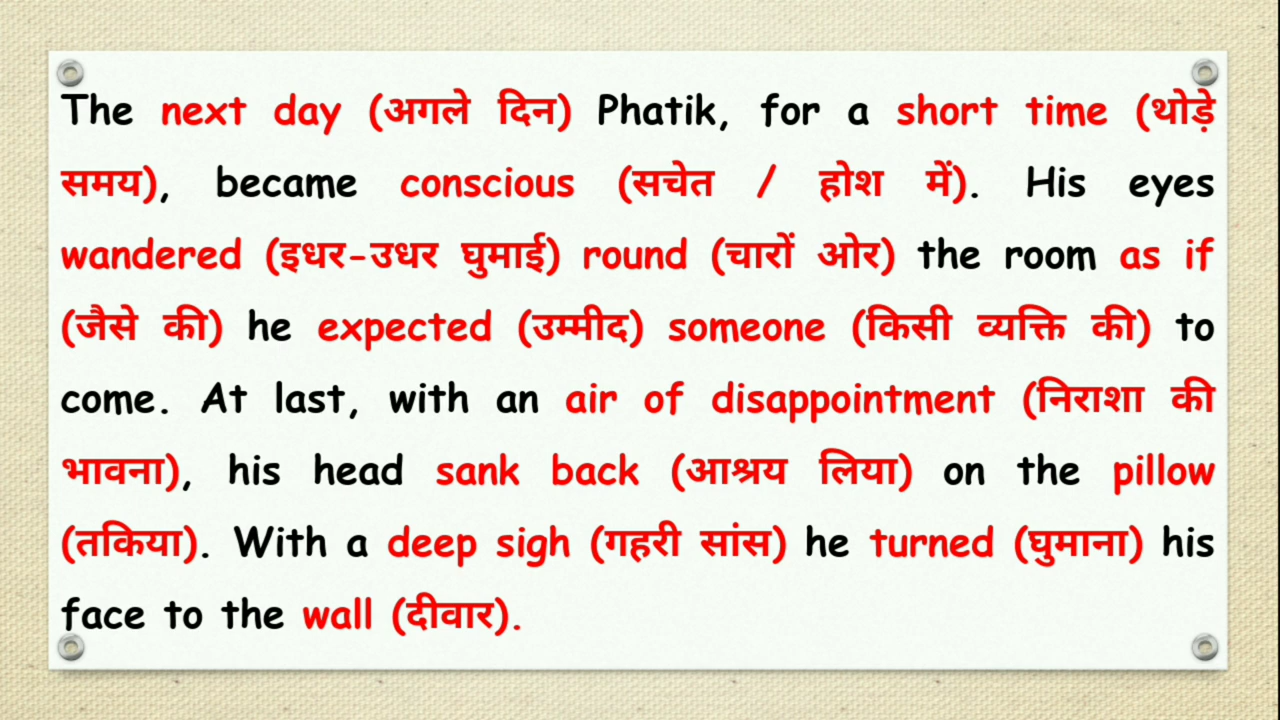 The next day (अगले दिन) Phatik, for a short time (थोड़े
समय), became conscious (सचेत / होश में). His eyes
wandered (इधर-उधर घुमाई) round (चारों ओर) the room as if
(जैसे की) he expected (उम्मीद) someone (किसी व्यक्ति की) to
come. At last, with an air of disappointment (निराशा की
भावना), his head sank back (आश्रय लिया) on the pillow
(तकिया). With a deep sigh (गहरी सांस) he turned (घुमाना) his
face to the wall (दीवार).